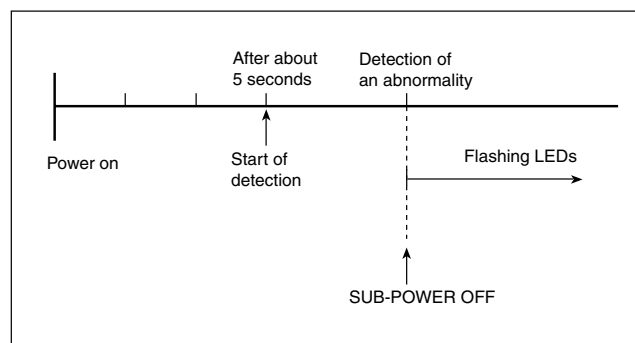 After about
5 seconds
Detection of
an abnormality
Power on
Start of
detection
Flashing LEDs
SUB-POWER OFF